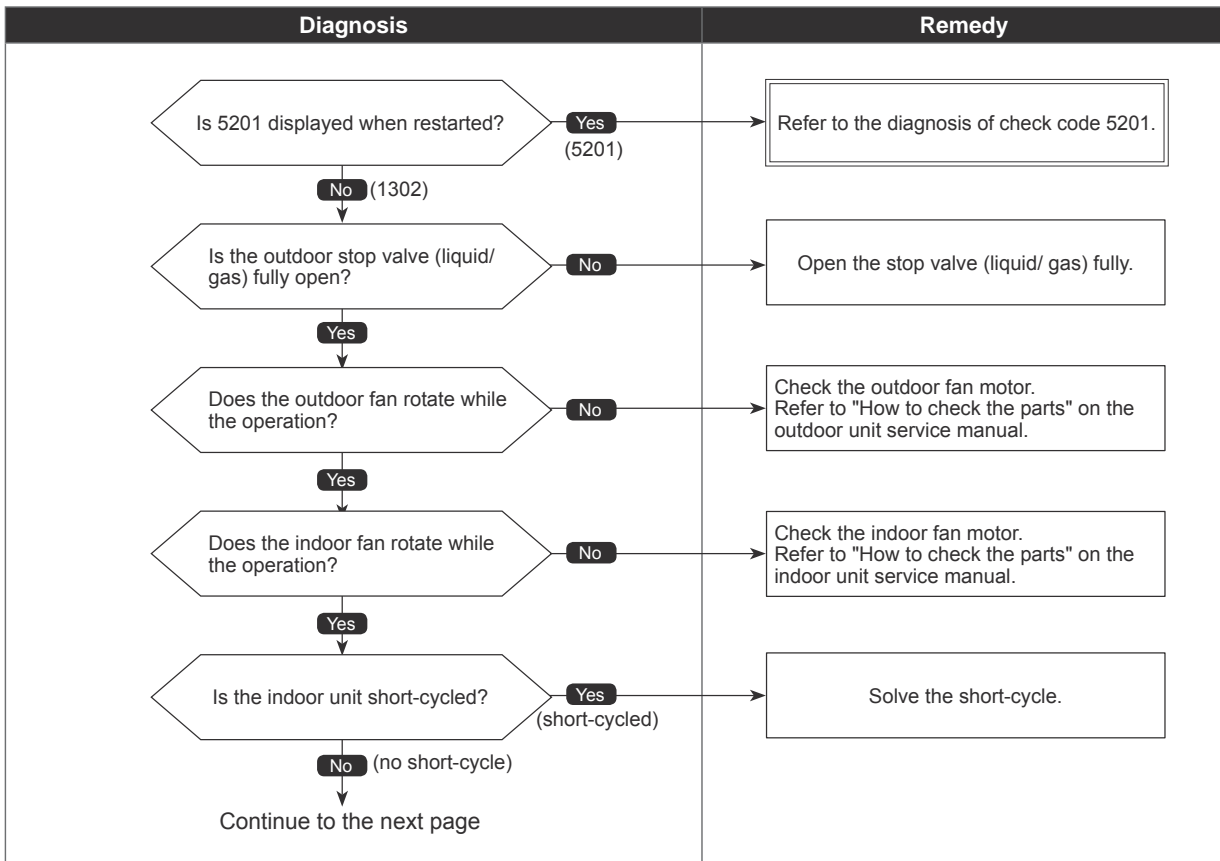 Diagnosis
Remedy
Is 5201 displayed when restarted?
Yes
(5201)
Refer to the diagnosis of check code 5201.
No (1302)
Is the outdoor stop valve (liquid/
gas) fully open?
No
Open the stop valve (liquid/ gas) fully.
Yes
Does the outdoor fan rotate while
the operation?
No
Check the outdoor fan motor.
Refer to "How to check the parts" on the
outdoor unit service manual.
Yes
Does the indoor fan rotate while
the operation?
No
Check the indoor fan motor.
Refer to "How to check the parts" on the
indoor unit service manual.
Yes
Is the indoor unit short-cycled?
Yes
(short-cycled)
Solve the short-cycle.
No (no short-cycle)
Continue to the next page